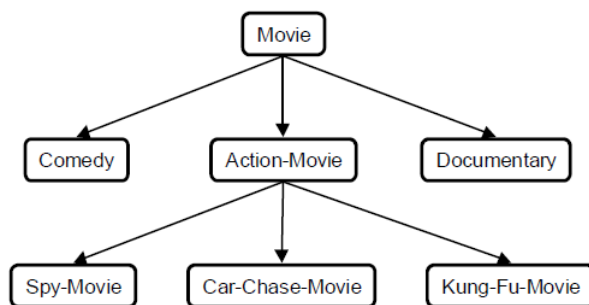 Movie
Comedy
Action-Movie
Documentary
Spy-Movie
Car-Chase-Movie
Kung-Fu-Movie